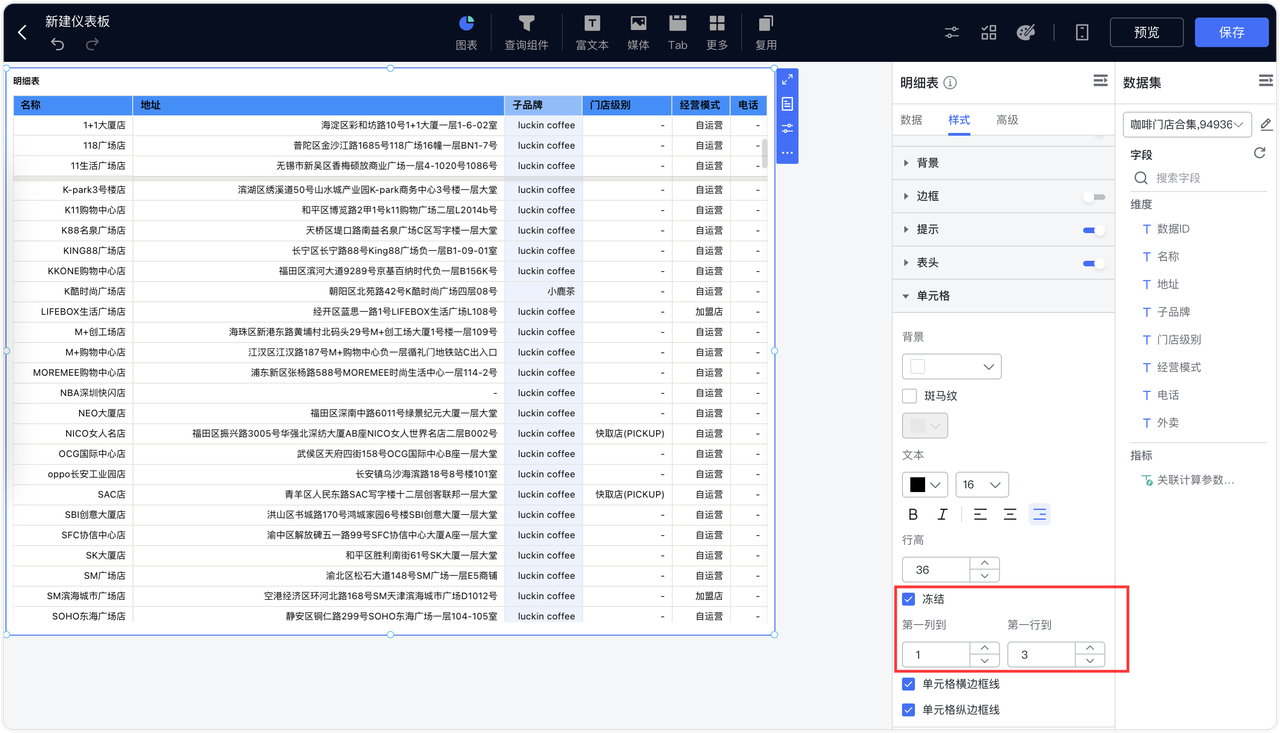 新建仪表板
图表 查询组件 富文本 媒体 Tab 更多 复用
预览 保存
明细表
名称 地址 子品牌 门店级别 经营模式 电话
1+1大厦店 海淀区彩和坊路10号1+1大厦一层1-6-02室 luckin coffee - 自运营 -
118广场店 普陀区金沙江路1685号118广场16幢一层BN1-7号 luckin coffee - 自运营 -
11生活广场店 无锡市新吴区香梅硕放商业广场一层4-1020号1086号 luckin coffee - 自运营 -
K-park3号楼店 滨湖区绣溪道50号山水城产业园K-park商务中心3号楼一层大堂 luckin coffee - 自运营 -
K11购物中心店 和平区博览路2甲1号k11购物广场二层L2014b号 luckin coffee - 自运营 -
K88名泉广场店 天桥区堤口路南益名泉广场C区写字楼一层大堂 luckin coffee - 自运营 -
KING88广场店 长宁区长宁路88号King88广场负一层B1-09-01室 luckin coffee - 自运营 -
KKONE购物中心店 福田区滨河大道9289号京基百纳时代负一层B156K号 luckin coffee - 自运营 -
K酷时尚广场店 朝阳区北苑路42号K酷时尚广场四层08号 小鹿茶 - 自运营 -
LIFEBOX生活广场店 经开区蓝思一路1号LIFEBOX生活广场L108号 luckin coffee - 加盟店 -
M+创工场店 海珠区新港东路黄埔村北码头29号M+创工场大厦1号楼一层109号 luckin coffee - 自运营 -
M+购物中心店 江汉区江汉路187号M+购物中心负一层循礼门地铁站C出入口 luckin coffee - 自运营 -
MOREMEE购物中心店 浦东新区张杨路588号MOREMEE时尚生活中心一层114-2号 luckin coffee - 自运营 -
NBA深圳快闪店 - luckin coffee - 自运营 -
NEO大厦店 福田区深南中路6011号绿景纪元大厦一层大堂 luckin coffee - 自运营 -
NICO女人名店 福田区振兴路3005号华强北深纺大厦AB座NICO女人世界名店二层B002号 luckin coffee 快取店(PICKUP) 自运营 -
OCG国际中心店 武侯区天府四街158号OCG国际中心B座一层大堂 luckin coffee - 自运营 -
oppo长安工业园店 长安镇乌沙海滨路18号8号楼101室 luckin coffee - 自运营 -
SAC店 青羊区人民东路SAC写字楼十二层创客联邦一层大堂 luckin coffee 快取店(PICKUP) 自运营 -
SBI创意大厦店 洪山区书城路170号鸿城家园6号楼SBI创意大厦一层大堂 luckin coffee - 自运营 -
SFC协信中心店 渝中区解放碑五一路99号SFC协信中心大厦A座一层大堂 luckin coffee - 自运营 -
SK大厦店 和平区胜利南街61号SK大厦一层大堂 luckin coffee - 自运营 -
SM广场店 渝北区松石大道148号SM广场一层E5商铺 luckin coffee - 自运营 -
SM滨海城市广场店 空港经济区环河北路168号SM天津滨海城市广场D1012号 luckin coffee - 加盟店 -
SOHO东海广场店 静安区铜仁路299号SOHO东海广场一层104-105室 luckin coffee - 自运营 -
明细表
数据 样式 高级
背景
边框
提示
表头
单元格
背景
斑马纹
文本
16
B I
行高
36
冻结
第一列到 第一行到
1 3
单元格横边框线
单元格纵边框线
数据集
咖啡门店合集,94936
字段
搜索字段
维度
T 数据ID
T 名称
T 地址
T 子品牌
T 门店级别
T 经营模式
T 电话
T 外卖
指标
关联计算参数...